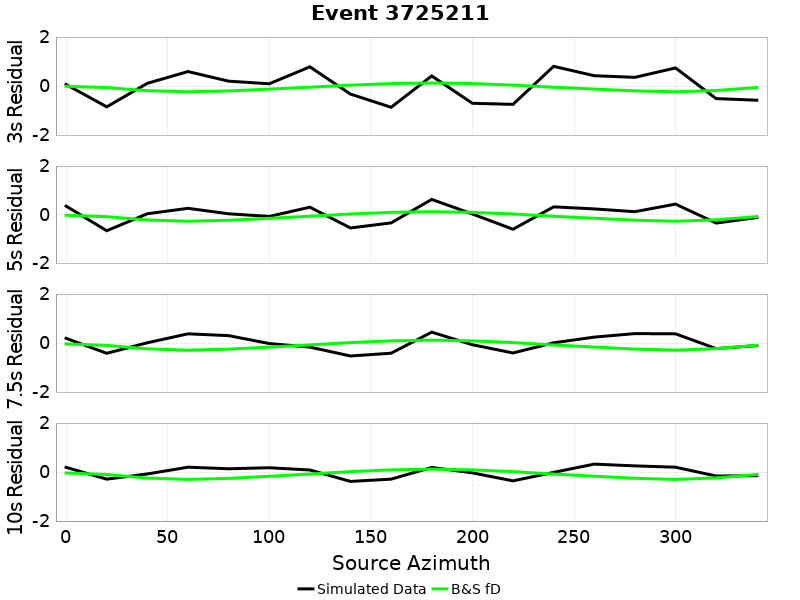 Event 3725211
3s Residual
2
0
-2
5s Residual
2
0
-2
7.5s Residual
2
0
-2
10s Residual
2
0
-2
0 50 100 150 200 250 300
Source Azimuth
Simulated Data B&S fD